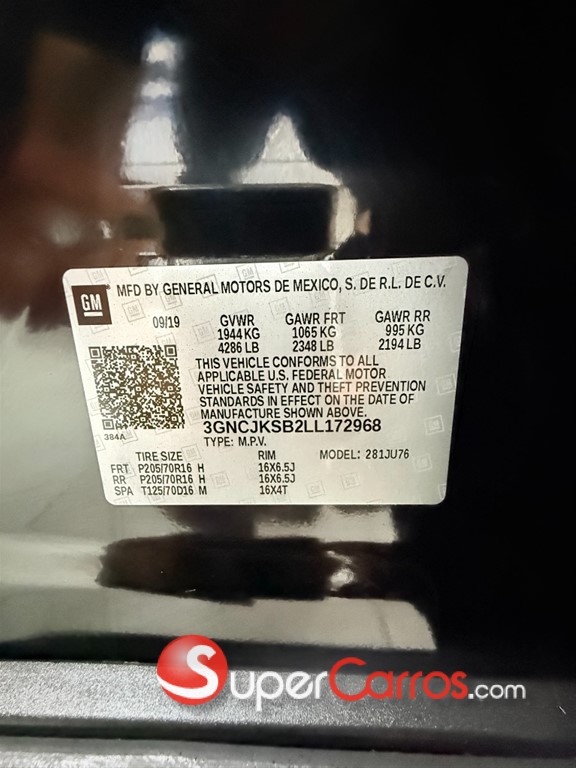 GM
MFD BY GENERAL MOTORS DE MEXICO, S. DE R.L. DE C.V.
09/19 GVWR GAWR FRT GAWR RR
1944 KG 1065 KG 995 KG
4286 LB 2348 LB 2194 LB
THIS VEHICLE CONFORMS TO ALL
APPLICABLE U.S. FEDERAL MOTOR
VEHICLE SAFETY AND THEFT PREVENTION
STANDARDS IN EFFECT ON THE DATE OF
MANUFACTURE SHOWN ABOVE.
384A 3GNCJKSB2LL172968
TYPE: M.P.V.
TIRE SIZE RIM MODEL: 281JU76
FRT P205/70R16 H 16X6.5J
RR P205/70R16 H 16X6.5J
SPA T125/70D16 M 16X4T
SuperCarros.com